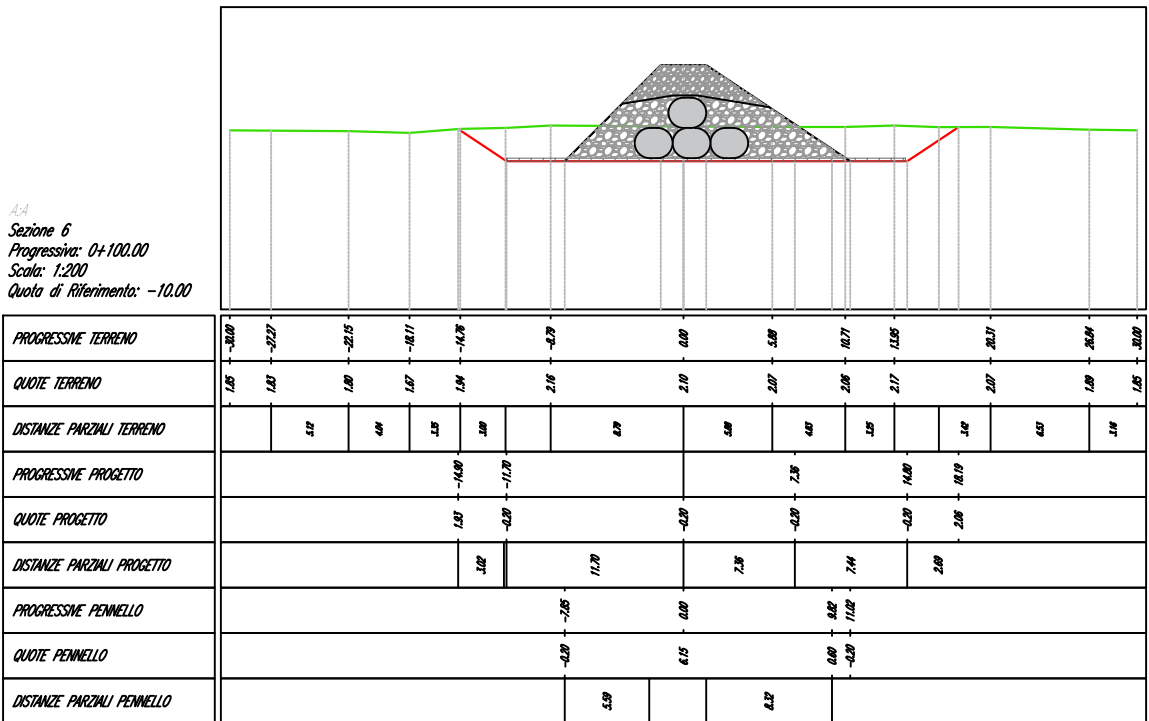 A:A
Sezione 6
Progressiva: 0+100.00
Scala: 1:200
Quota di Riferimento: -10.00
PROGRESSIVE TERRENO -30.00 -27.27 -22.15 -18.11 -14.76 -8.79 0.00 5.88 10.71 13.95 20.31 26.84 30.00
QUOTE TERRENO 1.85 1.83 1.80 1.67 1.94 2.16 2.10 2.07 2.06 2.17 2.07 1.89 1.85
DISTANZE PARZIALI TERRENO 5.12 4.04 3.35 3.00 8.79 5.88 4.83 3.25 3.42 6.53 3.16
PROGRESSIVE PROGETTO -14.90 -11.70 7.36 14.80 18.19
QUOTE PROGETTO 1.93 -0.20 -0.20 -0.20 -0.20 2.06
DISTANZE PARZIALI PROGETTO 3.02 11.70 7.36 7.44 2.69
PROGRESSIVE PENNELLO -7.85 0.00 9.82 11.02
QUOTE PENNELLO -0.20 6.15 0.60 -0.20
DISTANZE PARZIALI PENNELLO 5.59 8.32